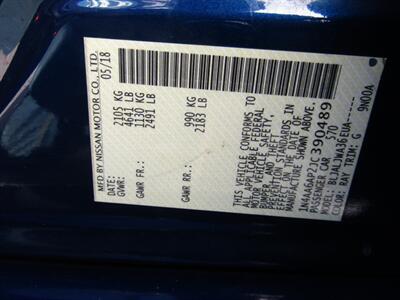 MFD BY NISSAN MOTOR CO., LTD.
DATE: 05/18
GVWR: 2105 KG
4641 LB
GAWR FR.: 1130 KG
2491 LB
GAWR RR.: 990 KG
2183 LB
THIS VEHICLE CONFORMS TO
ALL APPLICABLE FEDERAL
MOTOR VEHICLE SAFETY,
BUMPER, AND THEFT
PREVENTION STANDARDS IN
EFFECT ON THE DATE OF
MANUFACTURE SHOWN ABOVE.
1N4AA6AP2JC390489
PASSENGER CAR 570
MODEL: BLJALJWA36EUA
COLOR: RAY TRIM: G 9N00A